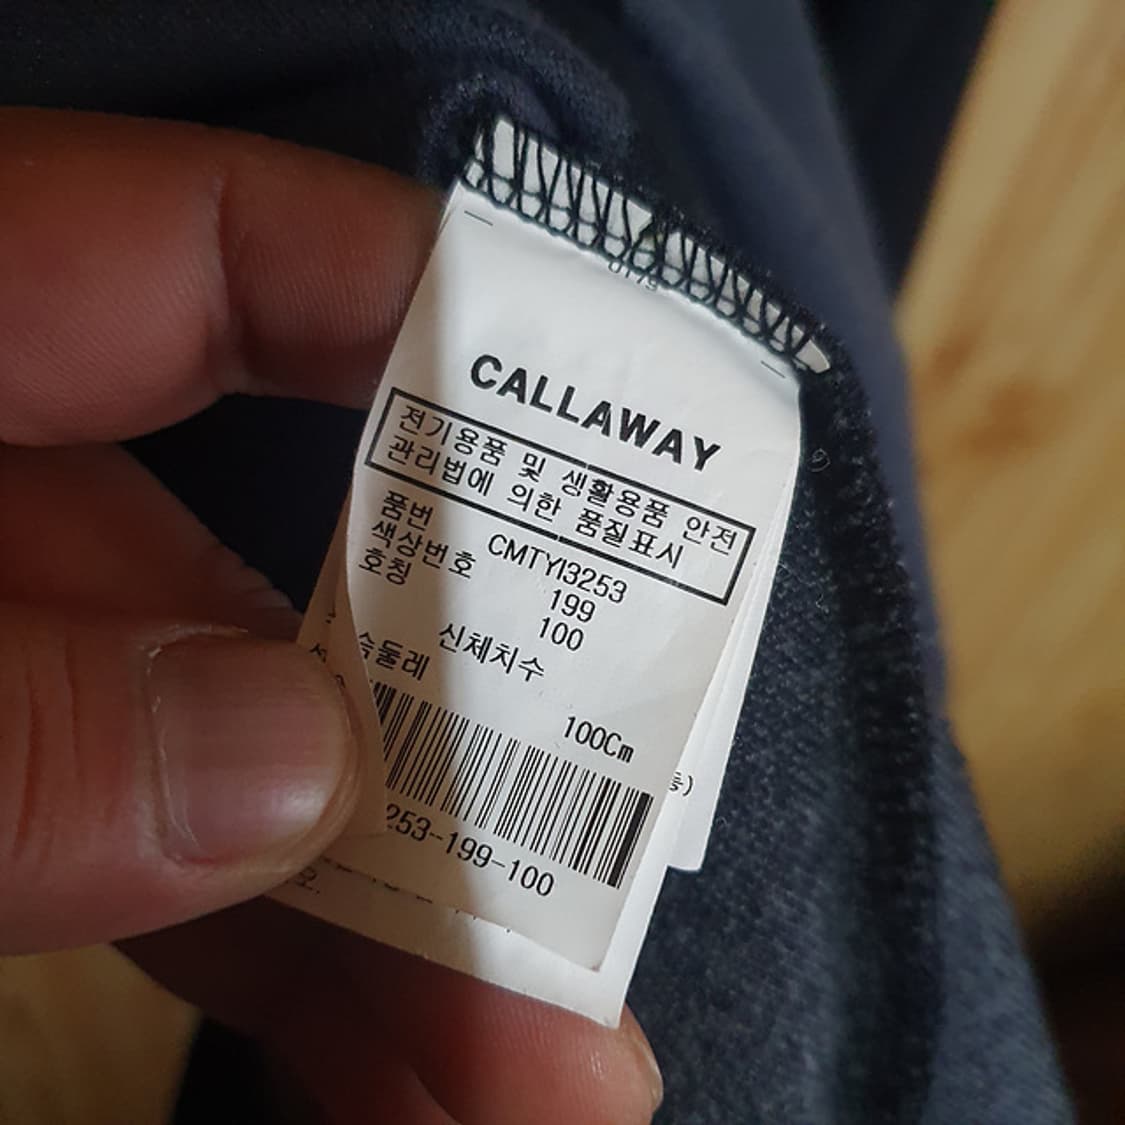 CALLAWAY
전기용품 및 생활용품 안전
관리법에 의한 품질표시
품번 CMTYI3253
색상번호 199
호칭 100
신체치수
둘레
100Cm
253-199-100